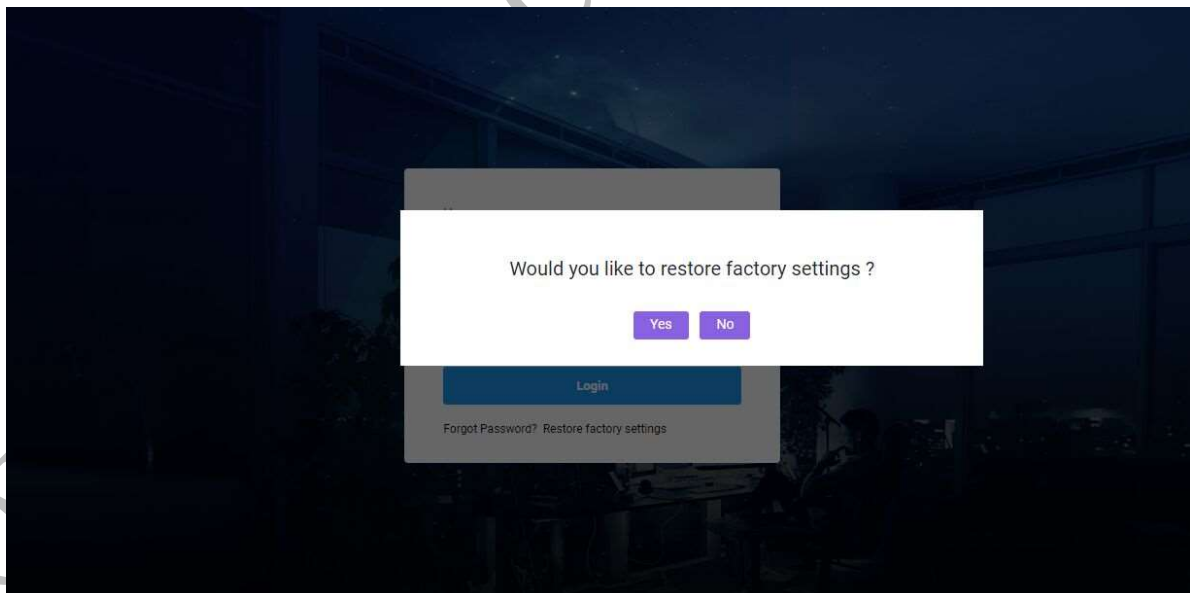 Would you like to restore factory settings ?
Yes No
Login
Forgot Password? Restore factory settings